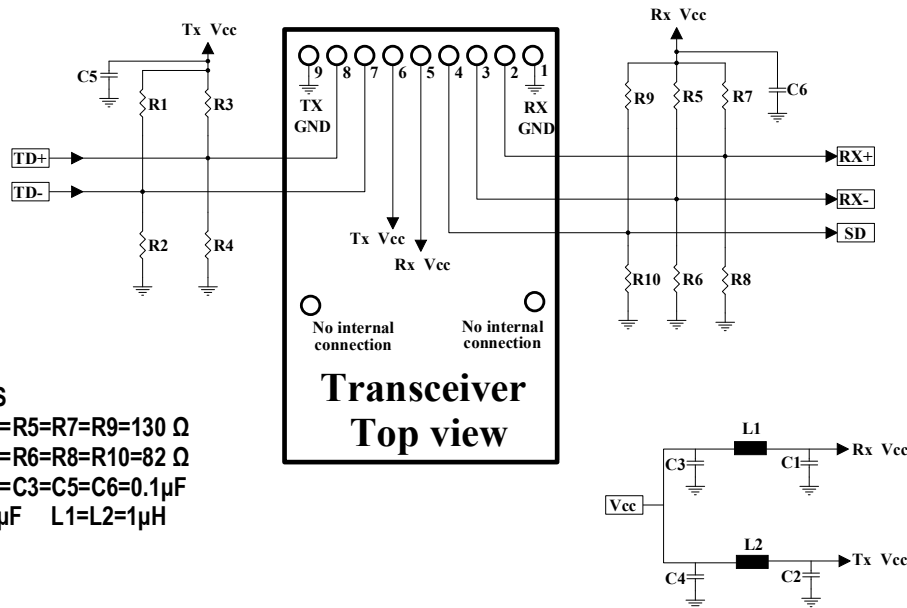 Tx Vcc
C5
R1
R3
R2
R4
TD+
TD-
9
8
7
6
5
4
3
2
1
TX
GND
RX
GND
Tx Vcc
Rx Vcc
No internal
connection
No internal
connection
Transceiver
Top view
Rx Vcc
C6
R9
R5
R7
R10
R6
R8
RX+
RX-
SD
S
=R5=R7=R9=130 Ω
=R6=R8=R10=82 Ω
=C3=C5=C6=0.1µF
µF L1=L2=1µH
Vcc
L1
C3
C1
Rx Vcc
L2
C4
C2
Tx Vcc